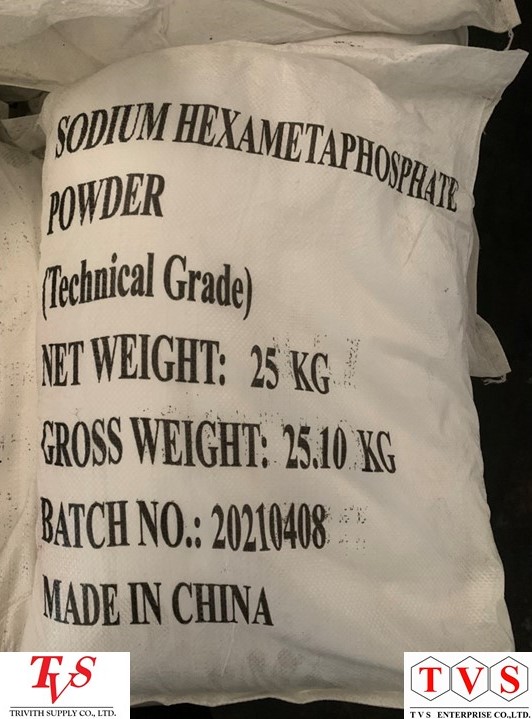 SODIUM HEXAMETAPHOSPHATE
POWDER
(Technical Grade)
NET WEIGHT: 25 KG
GROSS WEIGHT: 25.10 KG
BATCH NO.: 20210408
MADE IN CHINA
TVS
TRIVITH SUPPLY CO., LTD.
TVS
TVS ENTERPRISE CO.,LTD.